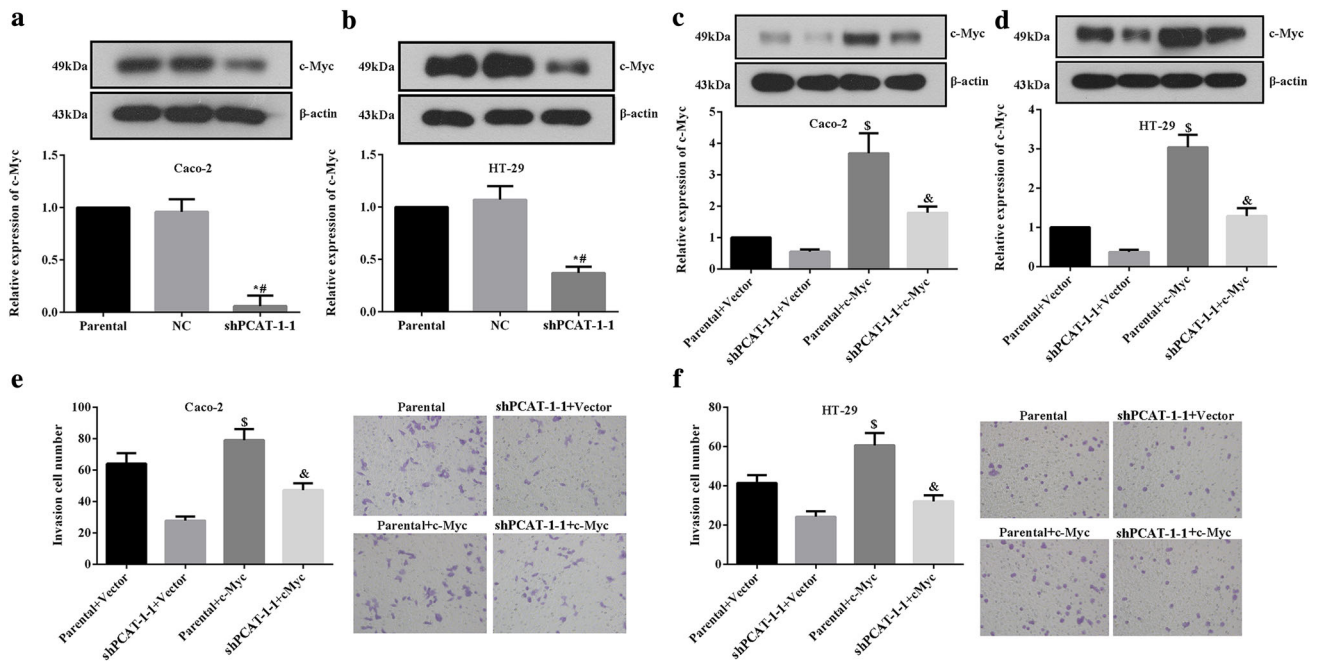 a
49kDa
c-Myc
43kDa
β-actin
Relative expression of c-Myc
Caco-2
1.5
1.0
0.5
0.0
*#
Parental
NC
shPCAT-1-1
b
49kDa
c-Myc
43kDa
β-actin
Relative expression of c-Myc
HT-29
1.5
1.0
0.5
0.0
*#
Parental
NC
shPCAT-1-1
c
49kDa
c-Myc
43kDa
β-actin
Relative expression of c-Myc
Caco-2
5
4
3
2
1
0
$
&
Parental+Vector
shPCAT-1-1+Vector
Parental+c-Myc
shPCAT-1-1+c-Myc
d
49kDa
c-Myc
43kDa
β-actin
Relative expression of c-Myc
HT-29
4
3
2
1
0
$
&
Parental+Vector
shPCAT-1-1+Vector
Parental+c-Myc
shPCAT-1-1+c-Myc
e
Invasion cell number
Caco-2
100
80
60
40
20
0
$
&
Parental+Vector
shPCAT-1-1+Vector
Parental+c-Myc
shPCAT-1-1+cMyc
Parental
shPCAT-1-1+Vector
Parental+c-Myc
shPCAT-1-1+c-Myc
f
Invasion cell number
HT-29
80
60
40
20
0
$
&
Parental+Vector
shPCAT-1-1+Vector
Parental+c-Myc
shPCAT-1-1+cMyc
Parental
shPCAT-1-1+Vector
Parental+c-Myc
shPCAT-1-1+c-Myc